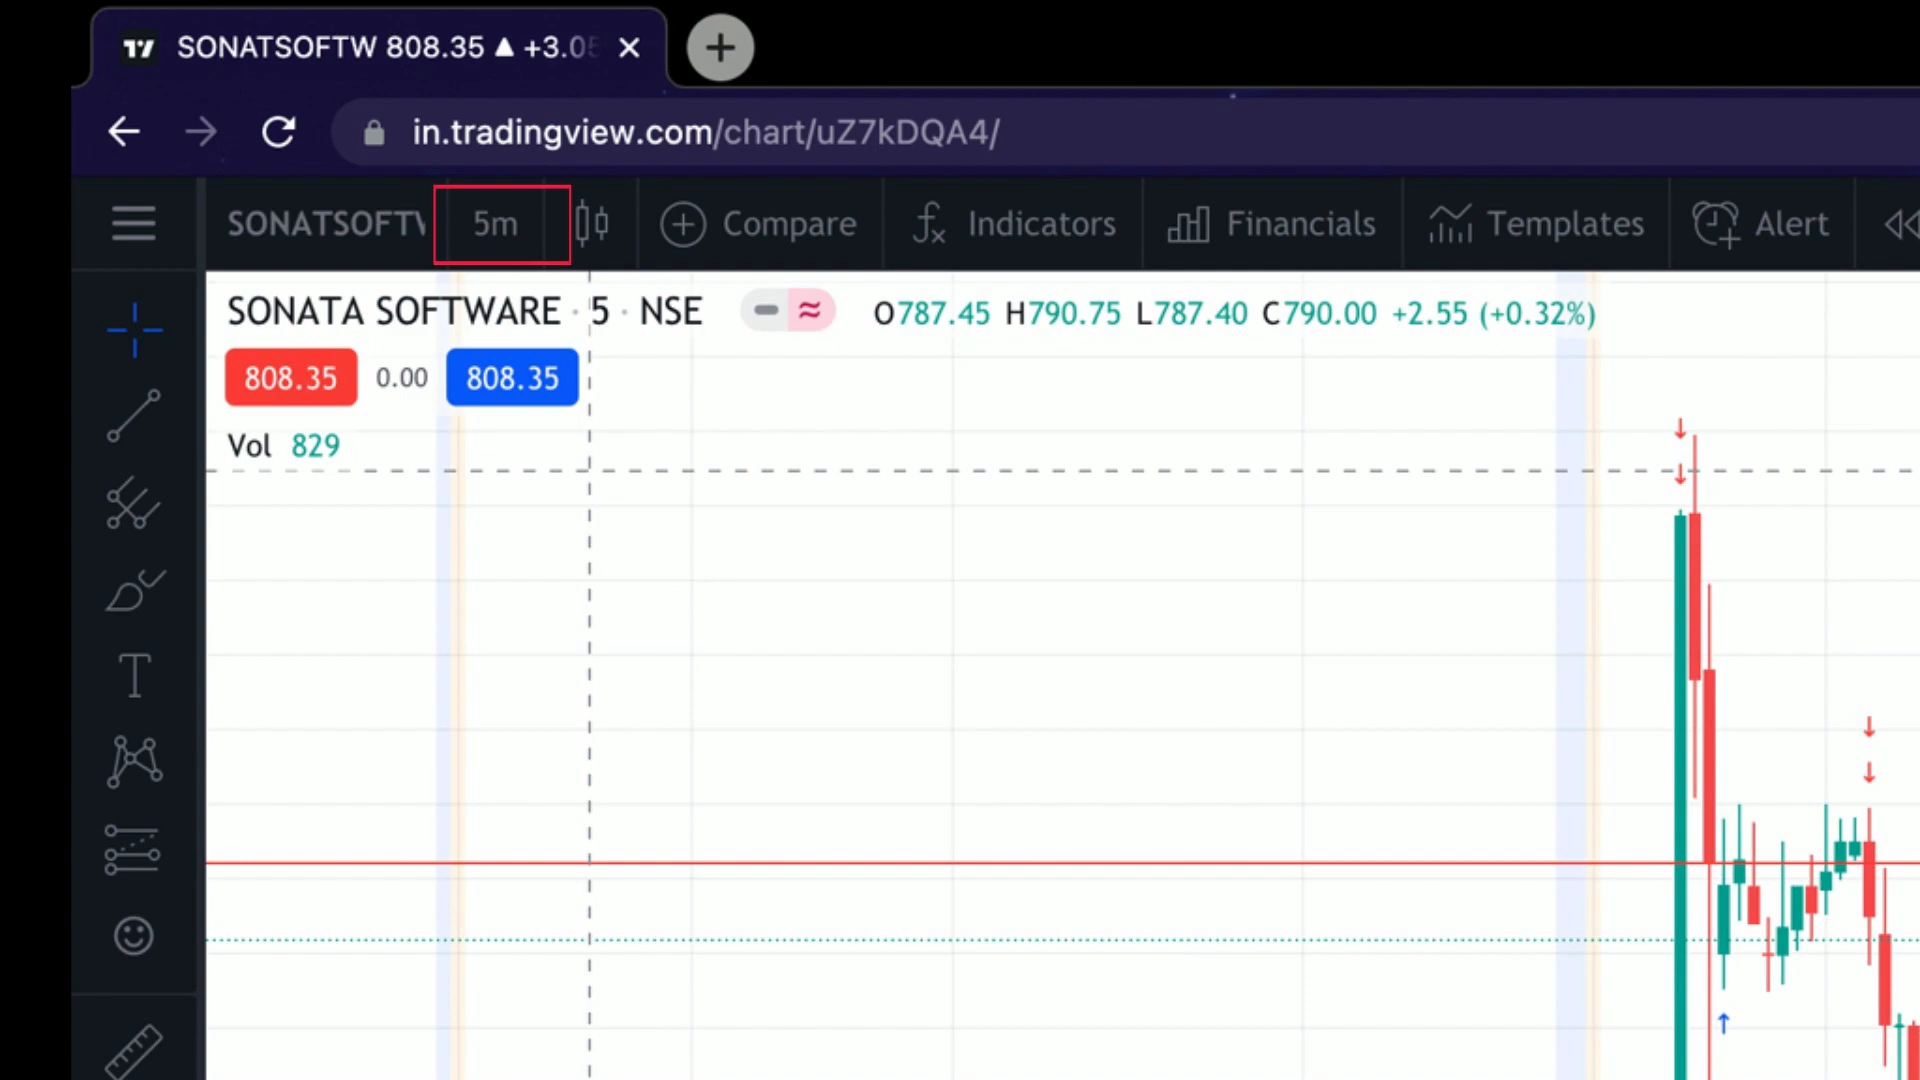 SONATSOFTW 808.35 ▲ +3.05
in.tradingview.com/chart/uZ7kDQA4/
SONATSOFTW 5m Compare Indicators Financials Templates Alert
SONATA SOFTWARE · 5 · NSE O787.45 H790.75 L787.40 C790.00 +2.55 (+0.32%)
808.35 0.00 808.35
Vol 829